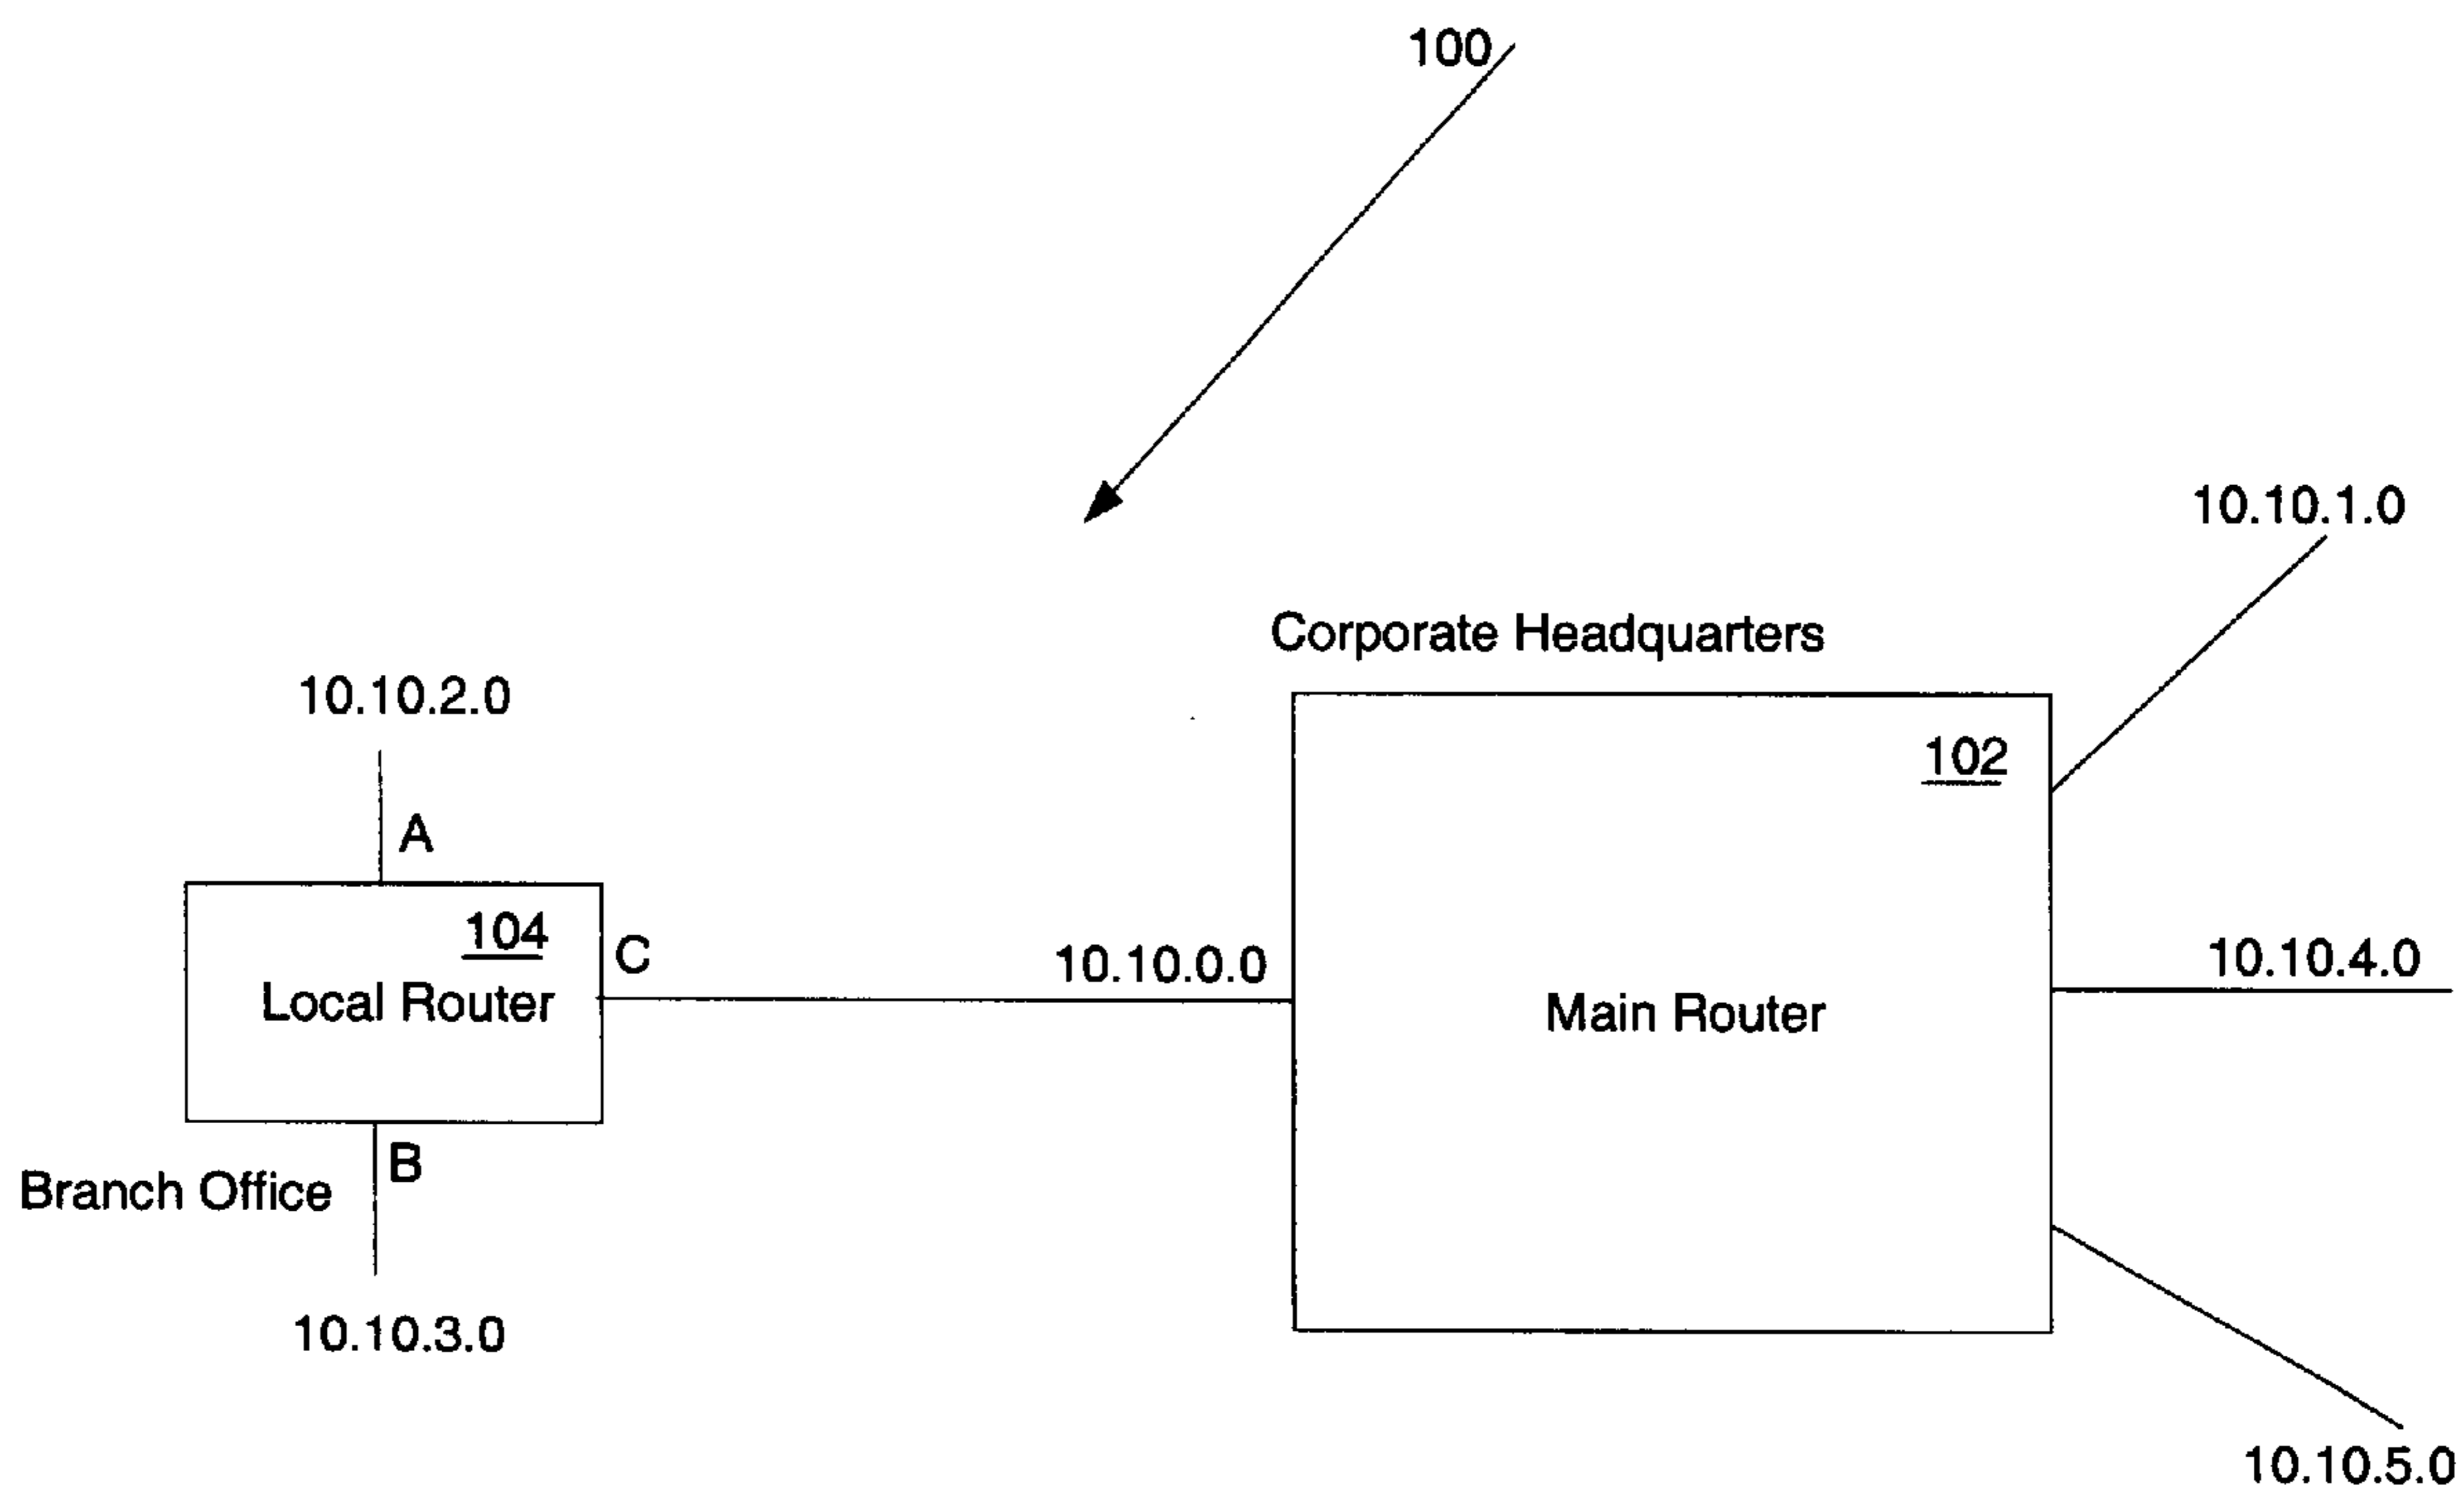 100
10.10.1.0
Corporate Headquarters
10.10.2.0
102
A
104
C
10.10.0.0
10.10.4.0
Local Router
Main Router
B
Branch Office
10.10.3.0
10.10.5.0